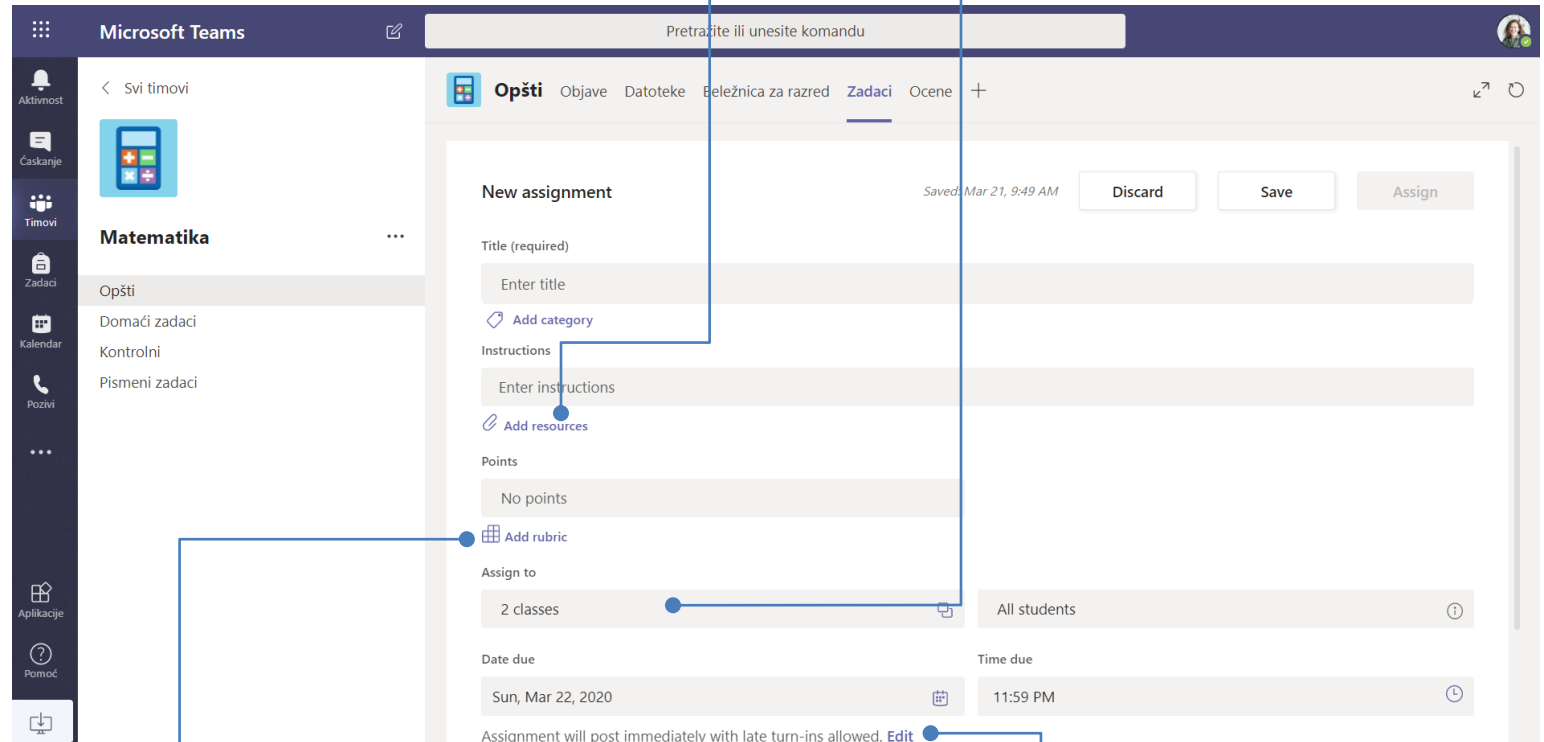 Microsoft Teams
Pretražite ili unesite komandu
Aktivnost
Ćaskanje
Timovi
Zadaci
Kalendar
Pozivi
Aplikacije
Pomoć
Svi timovi
Matematika
Opšti
Domaći zadaci
Kontrolni
Pismeni zadaci
Opšti Objave Datoteke Beležnica za razred Zadaci Ocene
New assignment
Saved: Mar 21, 9:49 AM Discard Save Assign
Title (required)
Enter title
Add category
Instructions
Enter instructions
Add resources
Points
No points
Add rubric
Assign to
2 classes All students
Date due Time due
Sun, Mar 22, 2020 11:59 PM
Assignment will post immediately with late turn-ins allowed. Edit